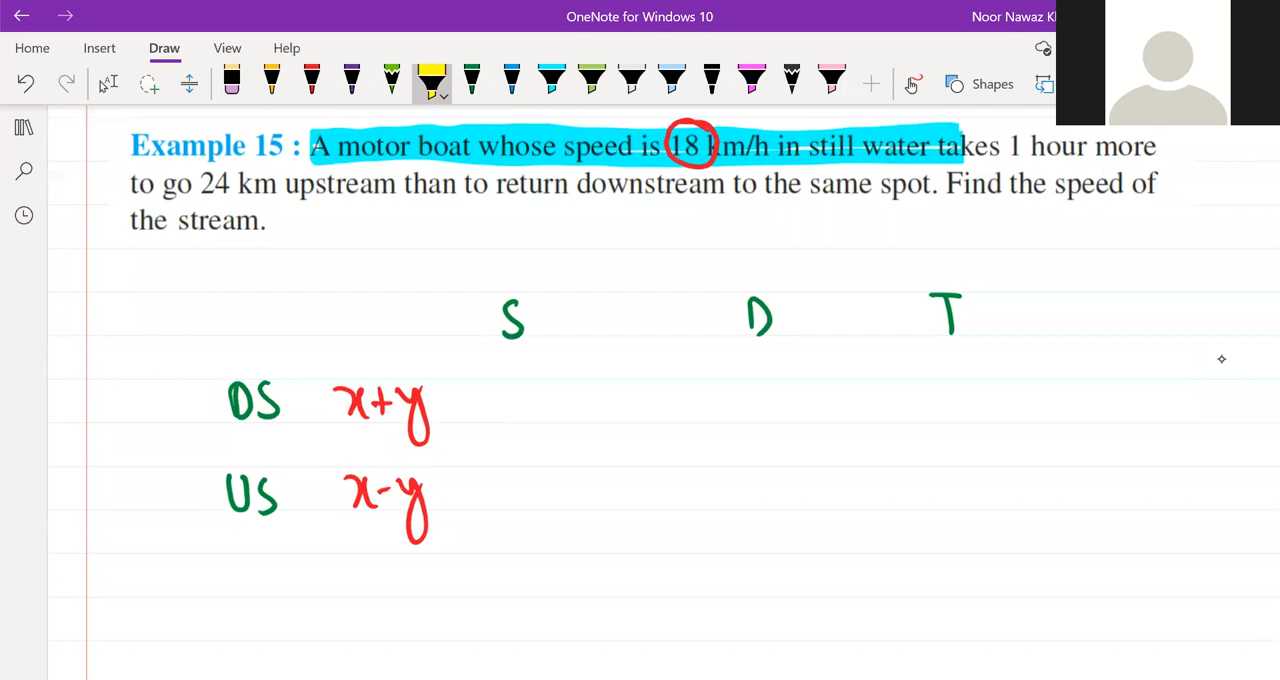 OneNote for Windows 10
Noor Nawaz Kl
Home Insert Draw View Help
Shapes
Example 15 : A motor boat whose speed is 18 km/h in still water takes 1 hour more
to go 24 km upstream than to return downstream to the same spot. Find the speed of
the stream.
S D T
DS x+y
US x-y